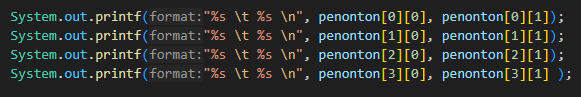 System.out.printf(format:"%s \t %s \n", penonton[0][0], penonton[0][1]);
System.out.printf(format:"%s \t %s \n", penonton[1][0], penonton[1][1]);
System.out.printf(format:"%s \t %s \n", penonton[2][0], penonton[2][1]);
System.out.printf(format:"%s \t %s \n", penonton[3][0], penonton[3][1] );